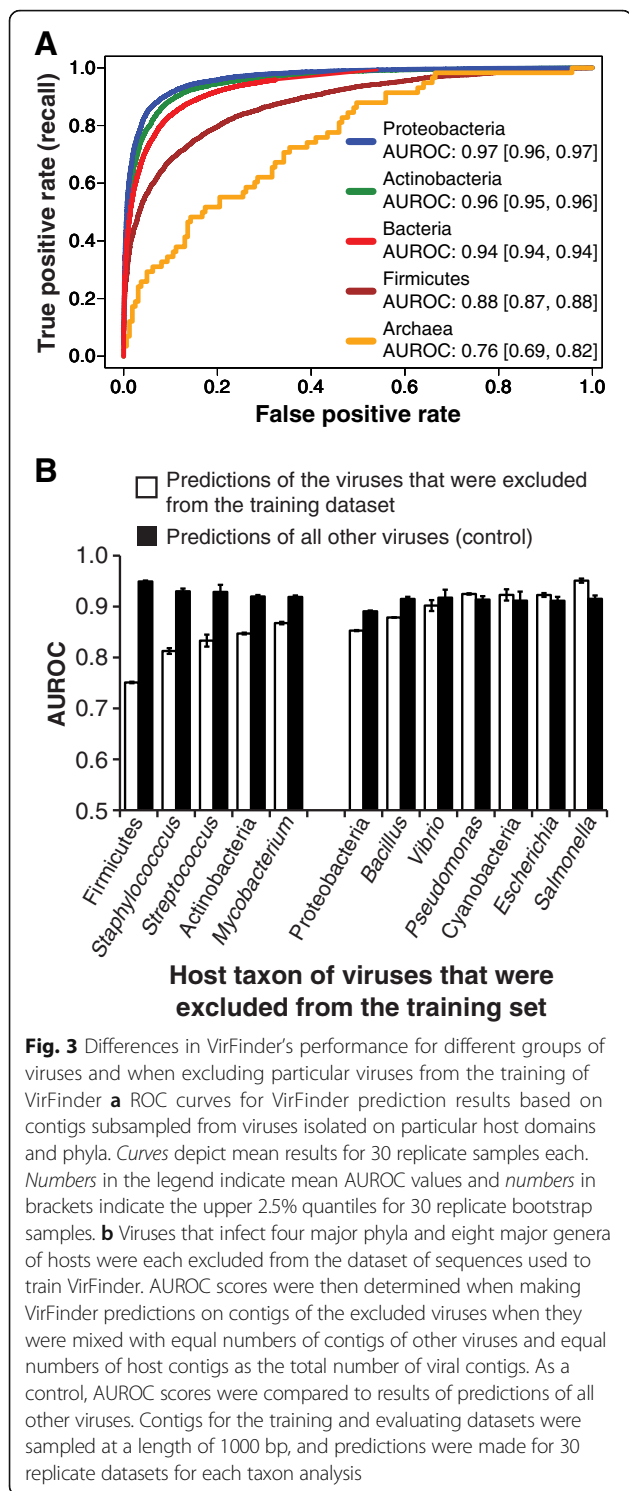 A
True positive rate (recall)
1.0
0.8
0.6
0.4
0.2
0.0
Proteobacteria
AUROC: 0.97 [0.96, 0.97]
Actinobacteria
AUROC: 0.96 [0.95, 0.96]
Bacteria
AUROC: 0.94 [0.94, 0.94]
Firmicutes
AUROC: 0.88 [0.87, 0.88]
Archaea
AUROC: 0.76 [0.69, 0.82]
0.0 0.2 0.4 0.6 0.8 1.0
False positive rate
B
Predictions of the viruses that were excluded
from the training dataset
Predictions of all other viruses (control)
AUROC
1.0
0.9
0.8
0.7
0.6
0.5
Firmicutes
Staphylococcus
Streptococcus
Actinobacteria
Mycobacterium
Proteobacteria
Bacillus
Vibrio
Pseudomonas
Cyanobacteria
Escherichia
Salmonella
Host taxon of viruses that were
excluded from the training set
Fig. 3 Differences in VirFinder's performance for different groups of
viruses and when excluding particular viruses from the training of
VirFinder a ROC curves for VirFinder prediction results based on
contigs subsampled from viruses isolated on particular host domains
and phyla. Curves depict mean results for 30 replicate samples each.
Numbers in the legend indicate mean AUROC values and numbers in
brackets indicate the upper 2.5% quantiles for 30 replicate bootstrap
samples. b Viruses that infect four major phyla and eight major genera
of hosts were each excluded from the dataset of sequences used to
train VirFinder. AUROC scores were then determined when making
VirFinder predictions on contigs of the excluded viruses when they
were mixed with equal numbers of contigs of other viruses and equal
numbers of host contigs as the total number of viral contigs. As a
control, AUROC scores were compared to results of predictions of all
other viruses. Contigs for the training and evaluating datasets were
sampled at a length of 1000 bp, and predictions were made for 30
replicate datasets for each taxon analysis